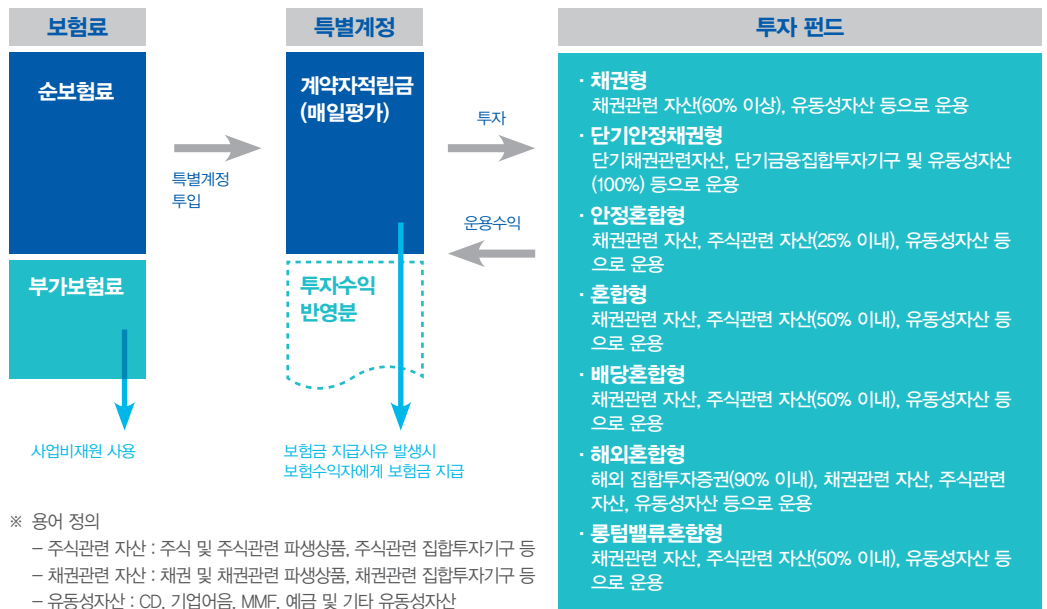 보험료
순보험료
부가보험료
사업비재원 사용
특별계정
투입
특별계정
계약자적립금
(매일평가)
투자수익
반영분
보험금 지급사유 발생시
보험수익자에게 보험금 지급
투자
운용수익
투자 펀드
· 채권형
채권관련 자산(60% 이상), 유동성자산 등으로 운용
· 단기안정채권형
단기채권관련자산, 단기금융집합투자기구 및 유동성자산
(100%) 등으로 운용
· 안정혼합형
채권관련 자산, 주식관련 자산(25% 이내), 유동성자산 등
으로 운용
· 혼합형
채권관련 자산, 주식관련 자산(50% 이내), 유동성자산 등
으로 운용
· 배당혼합형
채권관련 자산, 주식관련 자산(50% 이내), 유동성자산 등
으로 운용
· 해외혼합형
해외 집합투자증권(90% 이내), 채권관련 자산, 주식관련
자산, 유동성자산 등으로 운용
· 롱텀밸류혼합형
채권관련 자산, 주식관련 자산(50% 이내), 유동성자산 등
으로 운용
※ 용어 정의
– 주식관련 자산 : 주식 및 주식관련 파생상품, 주식관련 집합투자기구 등
– 채권관련 자산 : 채권 및 채권관련 파생상품, 채권관련 집합투자기구 등
– 유동성자산 : CD, 기업어음, MMF, 예금 및 기타 유동성자산